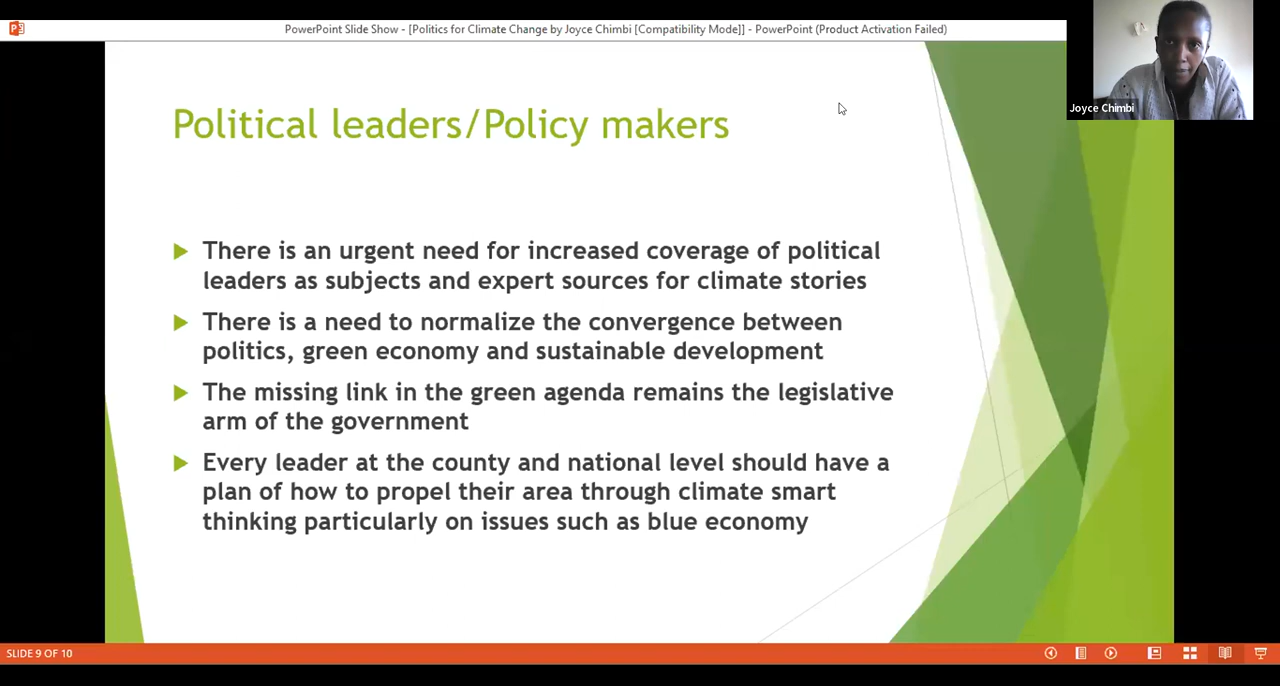 PowerPoint Slide Show - [Politics for Climate Change by Joyce Chimbi [Compatibility Mode]] - PowerPoint (Product Activation Failed)
Joyce Chimbi
Political leaders/Policy makers
There is an urgent need for increased coverage of political
leaders as subjects and expert sources for climate stories
There is a need to normalize the convergence between
politics, green economy and sustainable development
The missing link in the green agenda remains the legislative
arm of the government
Every leader at the county and national level should have a
plan of how to propel their area through climate smart
thinking particularly on issues such as blue economy
SLIDE 9 OF 10